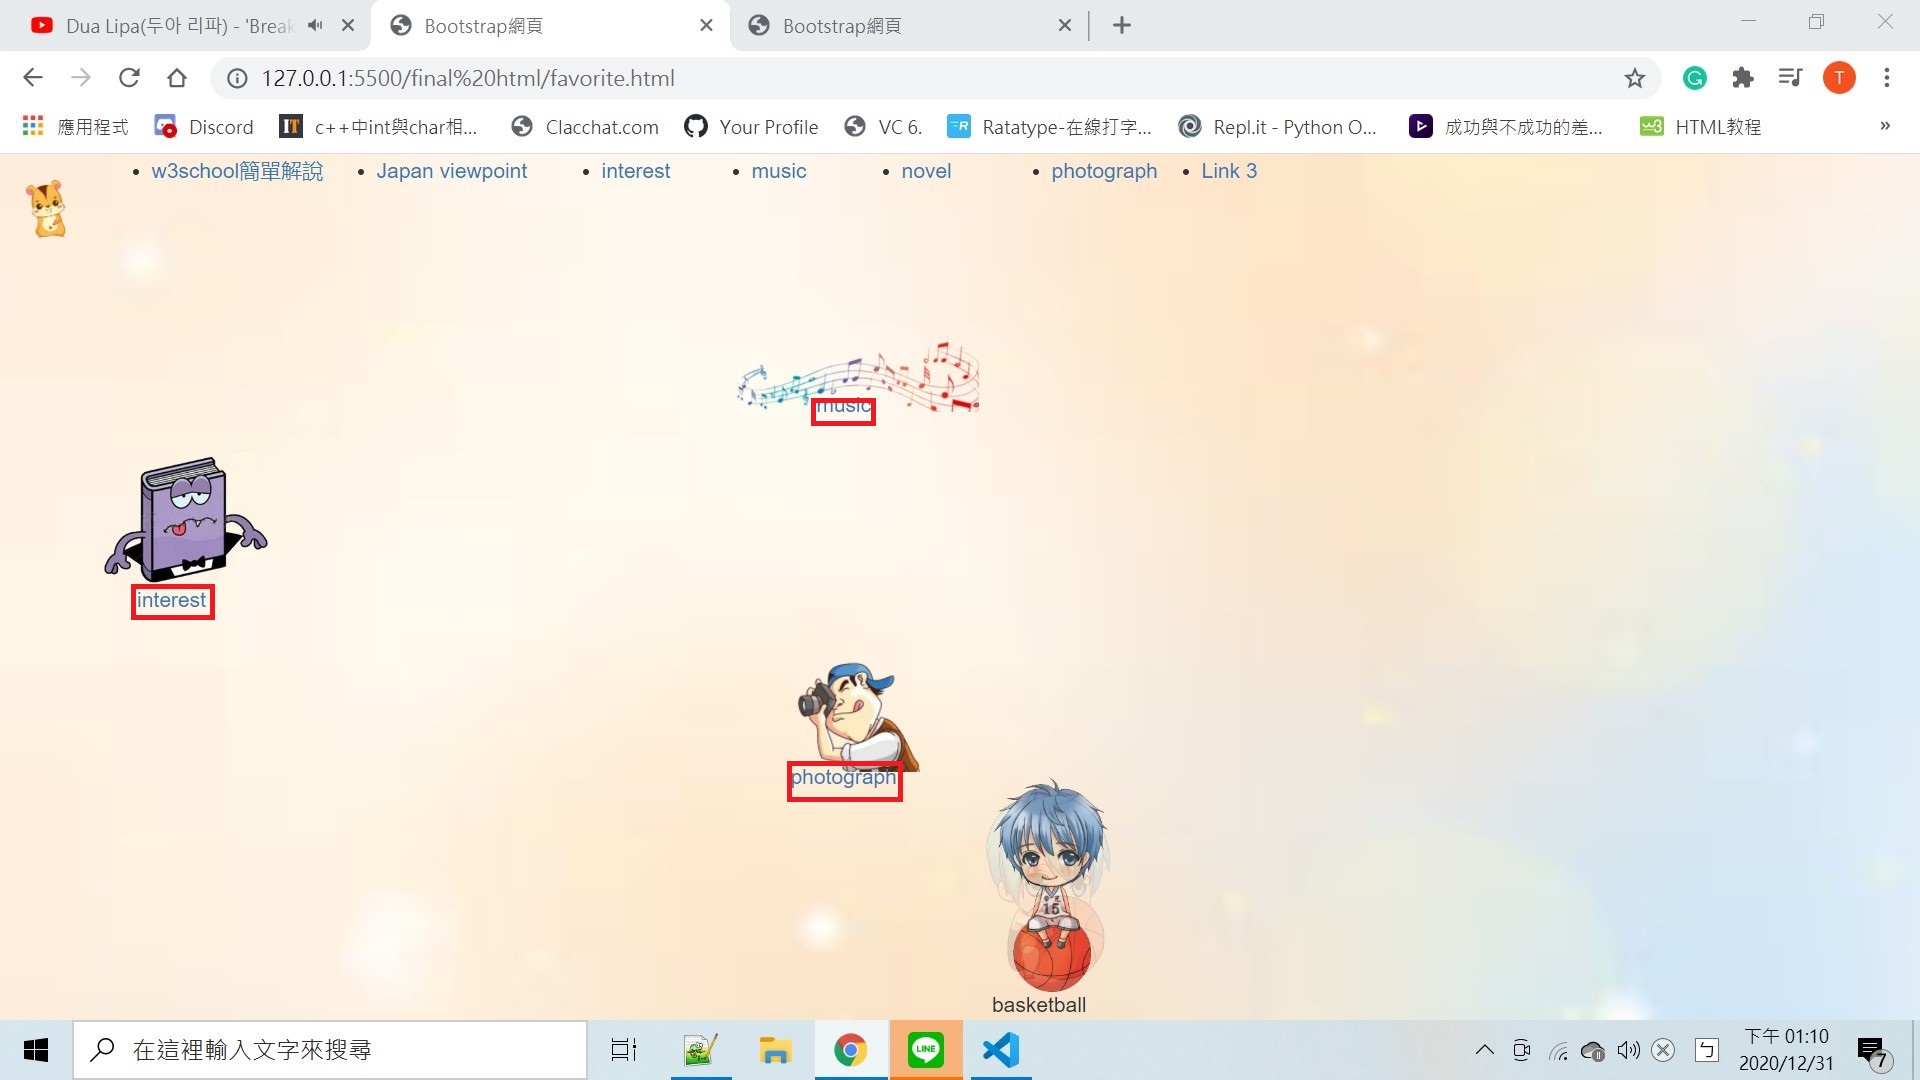 Dua Lipa(두아 리파) - 'Break
Bootstrap網頁
Bootstrap網頁
127.0.0.1:5500/final%20html/favorite.html
T
應用程式
Discord
IT
c++中int與char相...
Clacchat.com
Your Profile
VC 6.
Ratatype-在線打字...
Repl.it - Python O...
成功與不成功的差...
w3
HTML教程
»
w3school簡單解說
Japan viewpoint
interest
music
novel
photograph
Link 3
music
interest
photograph
15
basketball
在這裡輸入文字來搜尋
LINE
ㄅ
下午 01:10
2020/12/31
7